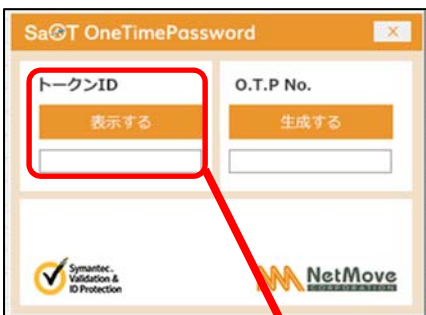 Sa@T OneTimePassword
トークンID
表示する
O.T.P No.
生成する
Symantec.
Validation &
ID Protection
NetMove
CORPORATION